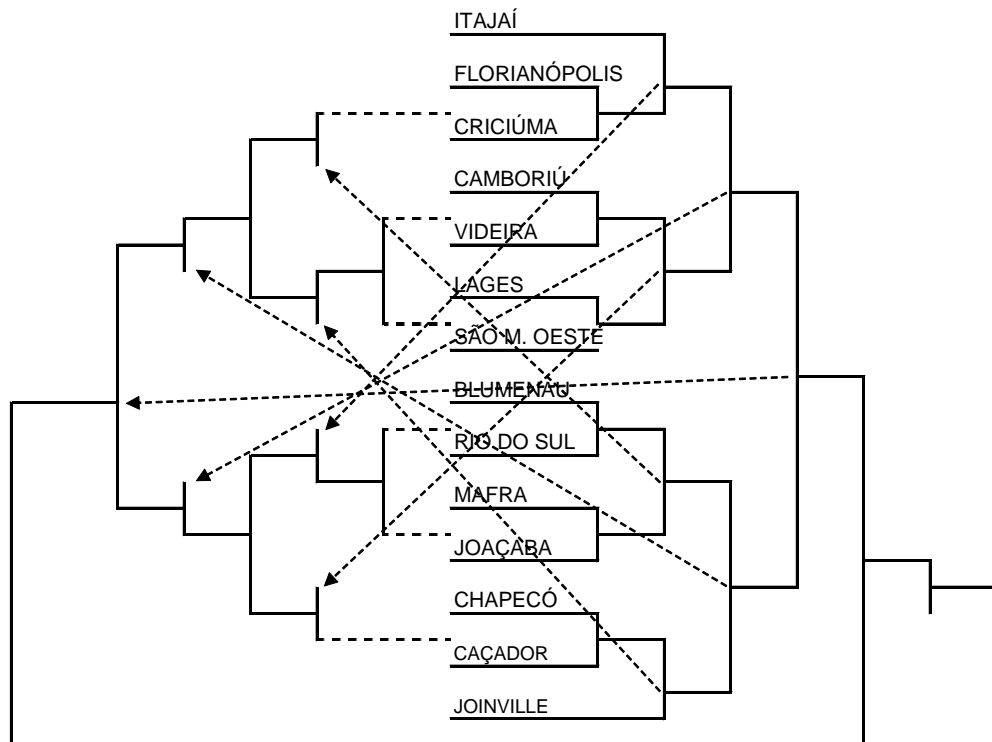 ITAJAÍ
FLORIANÓPOLIS
CRICIÚMA
CAMBORIÚ
VIDEIRA
LAGES
SÃO M. OESTE
BLUMENAU
RIO DO SUL
MAFRA
JOAÇABA
CHAPECÓ
CAÇADOR
JOINVILLE